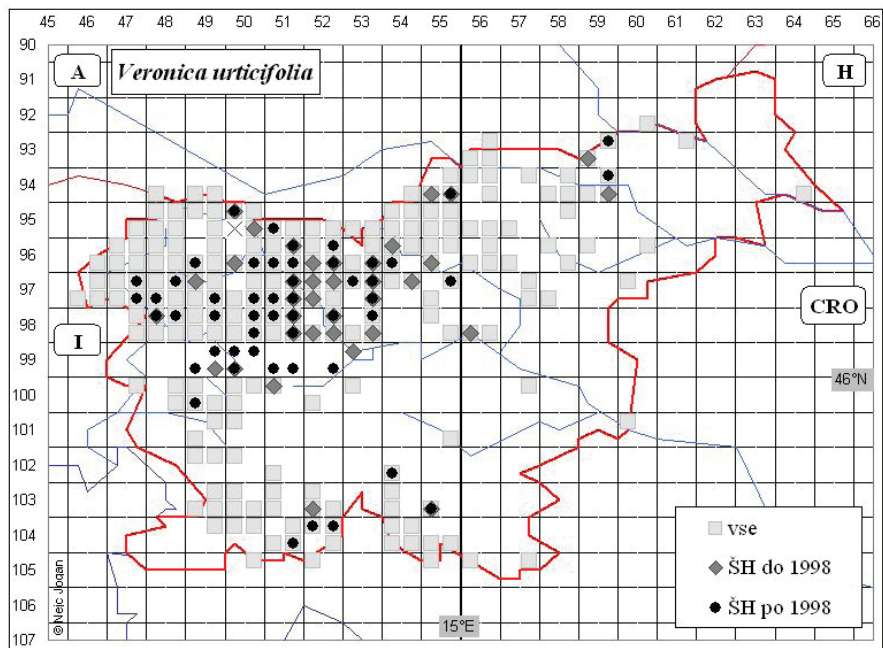 45 46 47 48 49 50 51 52 53 54 55 56 57 58 59 60 61 62 63 64 65 66
90
91
92
93
94
95
96
97
98
99
100
101
102
103
104
105
106
107
A
Veronica urticifolia
H
I
CRO
46°N
15°E
vse
ŠH do 1998
ŠH po 1998
© Nejc Jogan